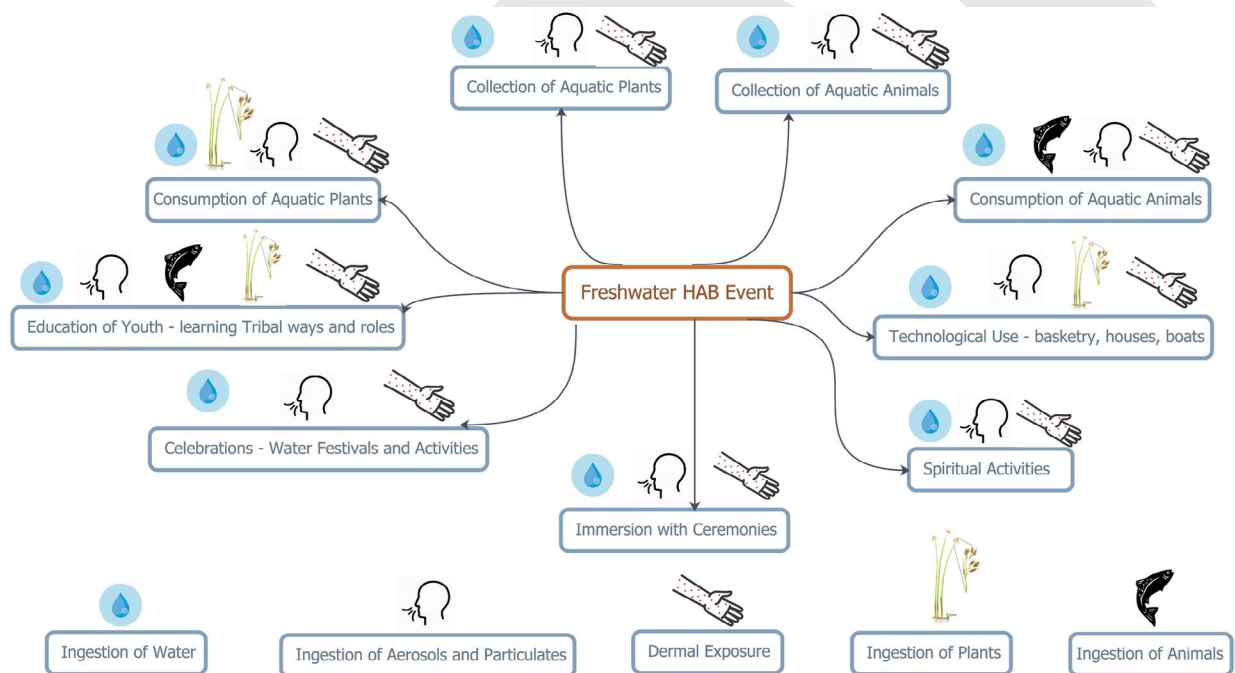 Collection of Aquatic Plants
Collection of Aquatic Animals
Consumption of Aquatic Plants
Consumption of Aquatic Animals
Freshwater HAB Event
Education of Youth - learning Tribal ways and roles
Technological Use - basketry, houses, boats
Celebrations - Water Festivals and Activities
Spiritual Activities
Immersion with Ceremonies
Ingestion of Water
Ingestion of Aerosols and Particulates
Dermal Exposure
Ingestion of Plants
Ingestion of Animals